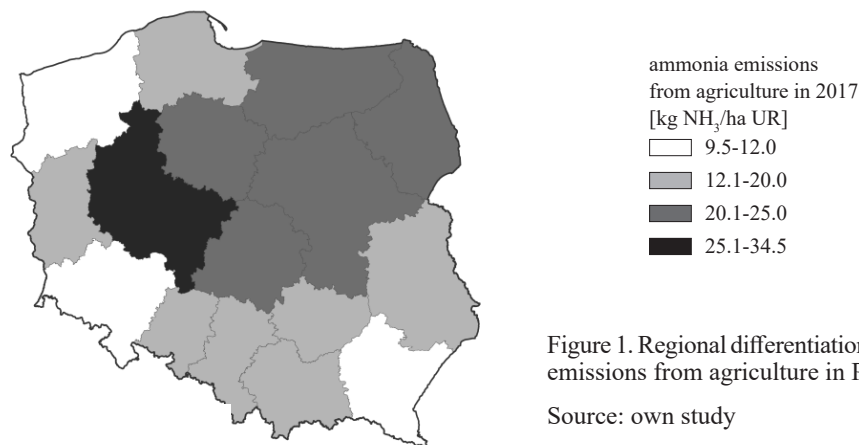 ammonia emissions
from agriculture in 2017
[kg NH₃/ha UR]
9.5-12.0
12.1-20.0
20.1-25.0
25.1-34.5
Figure 1. Regional differentiation
emissions from agriculture in
Source: own study